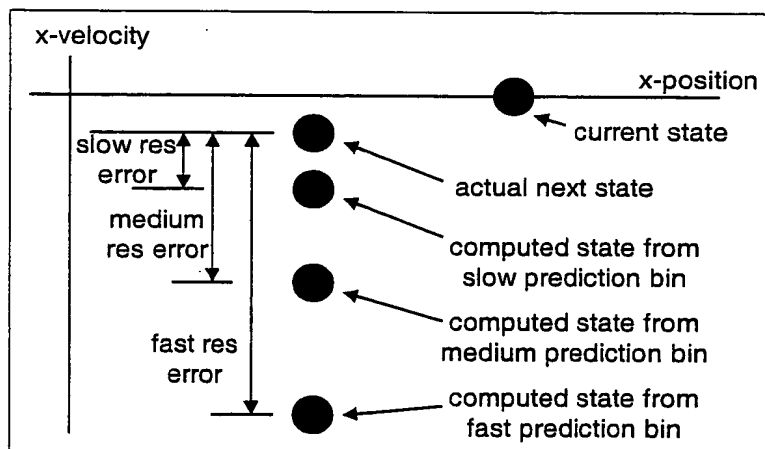 x-velocity
x-position
current state
slow res
error
actual next state
medium
res error
computed state from
slow prediction bin
computed state from
medium prediction bin
fast res
error
computed state from
fast prediction bin